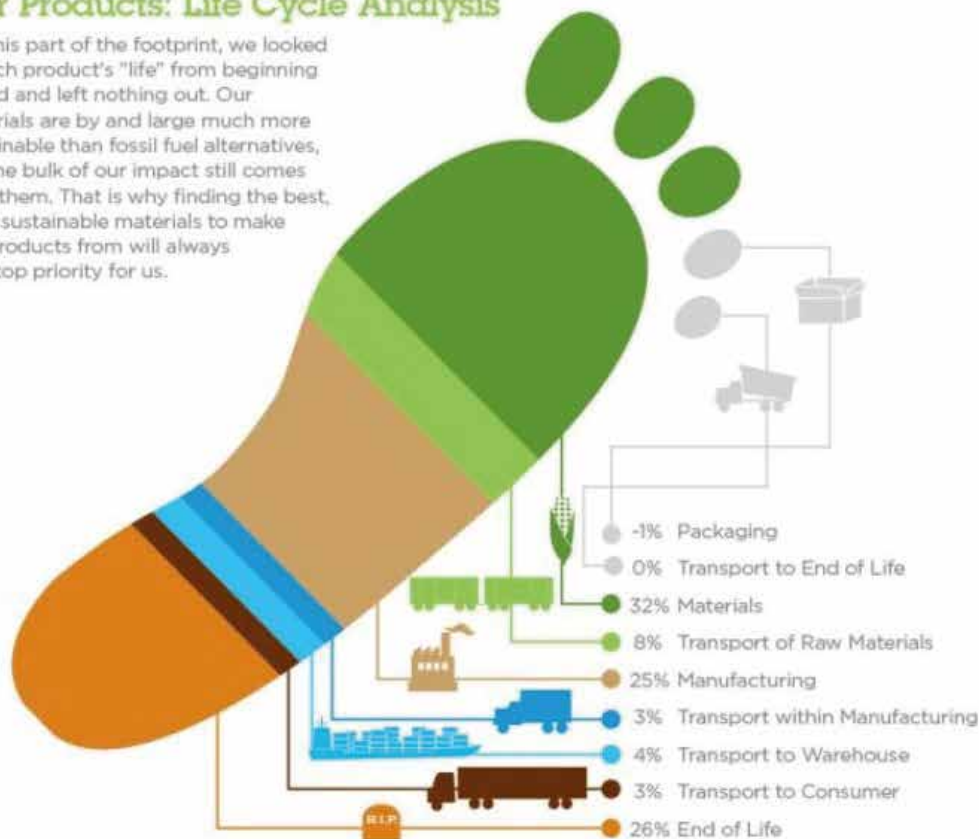 r Products: Life Cycle Analysis
his part of the footprint, we looked
ch product's "life" from beginning
d and left nothing out. Our
rials are by and large much more
inable than fossil fuel alternatives,
he bulk of our impact still comes
them. That is why finding the best,
sustainable materials to make
roducts from will always
top priority for us.
-1% Packaging
0% Transport to End of Life
32% Materials
8% Transport of Raw Materials
25% Manufacturing
3% Transport within Manufacturing
4% Transport to Warehouse
3% Transport to Consumer
R.I.P.
26% End of Life